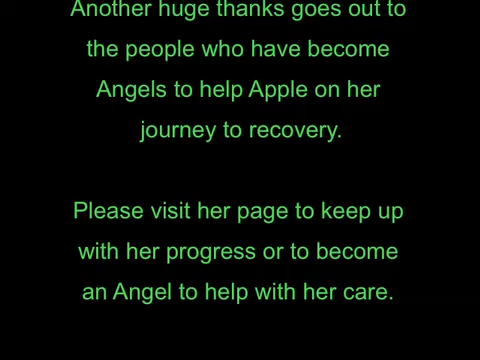 Another huge thanks goes out to
the people who have become
Angels to help Apple on her
journey to recovery.
Please visit her page to keep up
with her progress or to become
an Angel to help with her care.